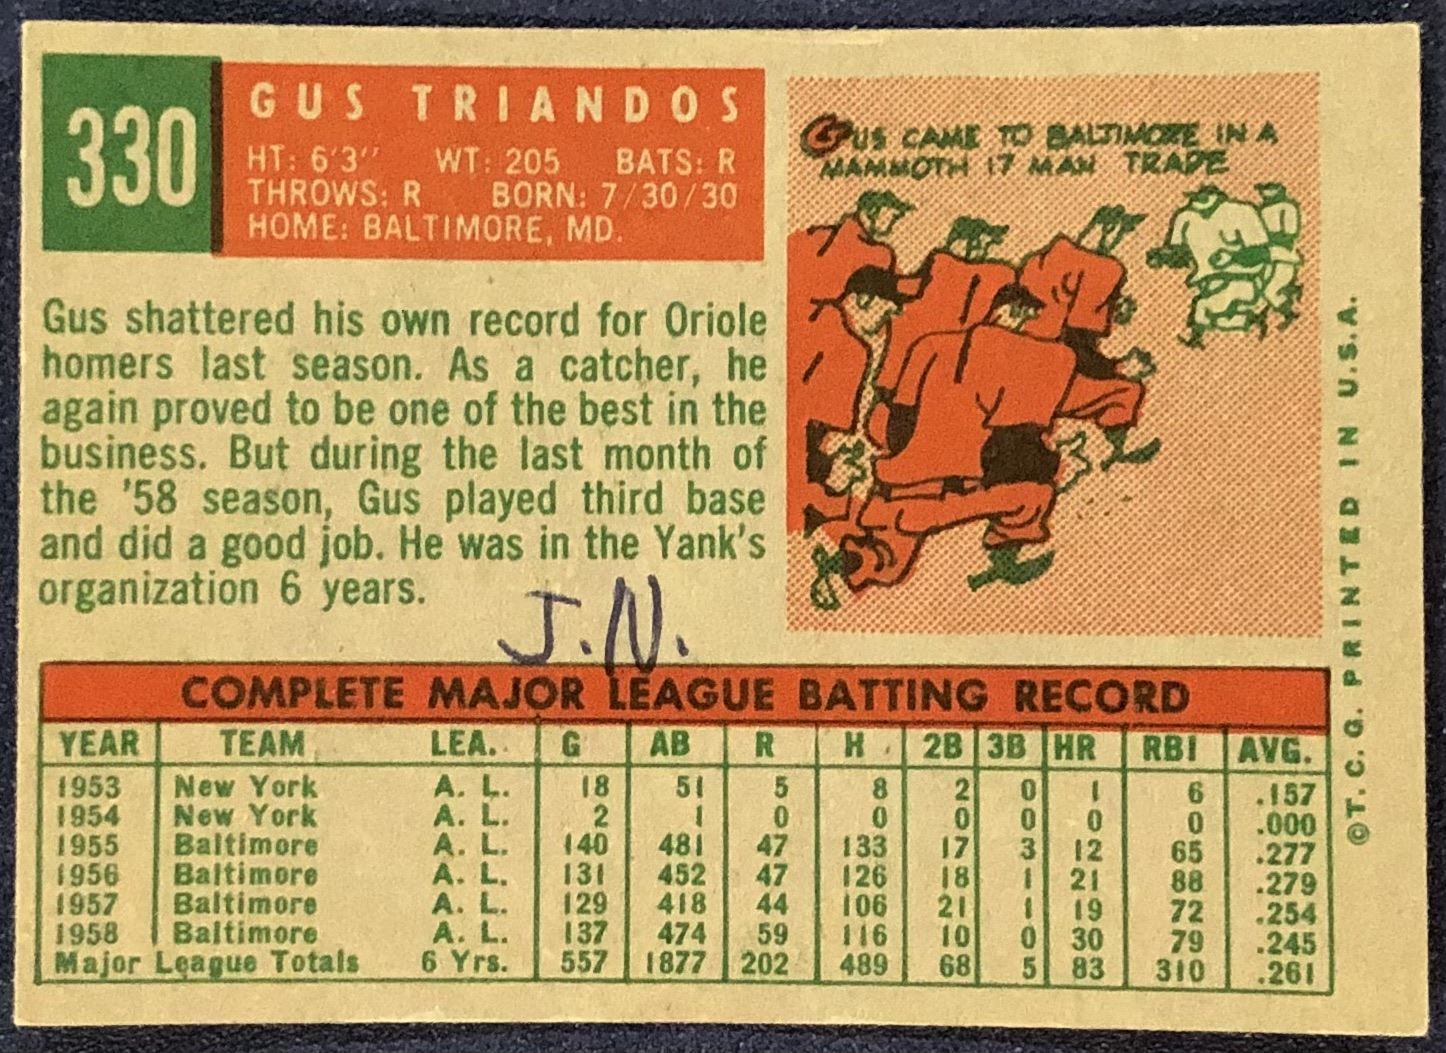 330
GUS TRIANDOS
HT: 6'3" WT: 205 BATS: R
THROWS: R BORN: 7/30/30
HOME: BALTIMORE, MD.
Gus shattered his own record for Oriole
homers last season. As a catcher, he
again proved to be one of the best in the
business. But during the last month of
the '58 season, Gus played third base
and did a good job. He was in the Yank's
organization 6 years.
J.N.
GUS CAME TO BALTIMORE IN A
MAMMOTH 17 MAN TRADE
COMPLETE MAJOR LEAGUE BATTING RECORD
YEAR TEAM LEA. G AB R H 2B 3B HR RBI AVG.
1953 New York A. L. 18 51 5 8 2 0 1 6 .157
1954 New York A. L. 2 1 0 0 0 0 0 0 .000
1955 Baltimore A. L. 140 481 47 133 17 3 12 65 .277
1956 Baltimore A. L. 131 452 47 126 18 1 21 88 .279
1957 Baltimore A. L. 129 418 44 106 21 1 19 72 .254
1958 Baltimore A. L. 137 474 59 116 10 0 30 79 .245
Major League Totals 6 Yrs. 557 1877 202 489 68 5 83 310 .261
©T.C.G. PRINTED IN U.S.A.